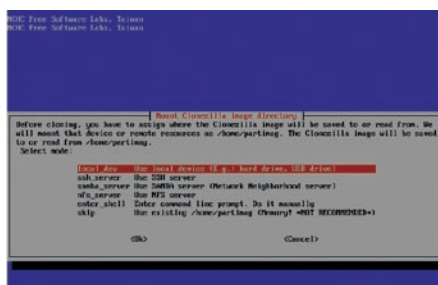 NCHC Free Software Labs, Taiwan
NCHC Free Software Labs, Taiwan
Mount Clonezilla image directory
Before cloning, you have to assign where the Clonezilla image will be saved to or read from. We
will mount that device or remote resources as /home/partimag. The Clonezilla image will be saved
to or read from /home/partimag.
Select mode:
local_dev Use local device (E.g.: hard drive, USB drive)
ssh_server Use SSH server
samba_server Use SAMBA server (Network Neighborhood server)
nfs_server Use NFS server
enter_shell Enter command line prompt. Do it manually
skip Use existing /home/partimag (Memory! *NOT RECOMMENDED*)
<Ok> <Cancel>